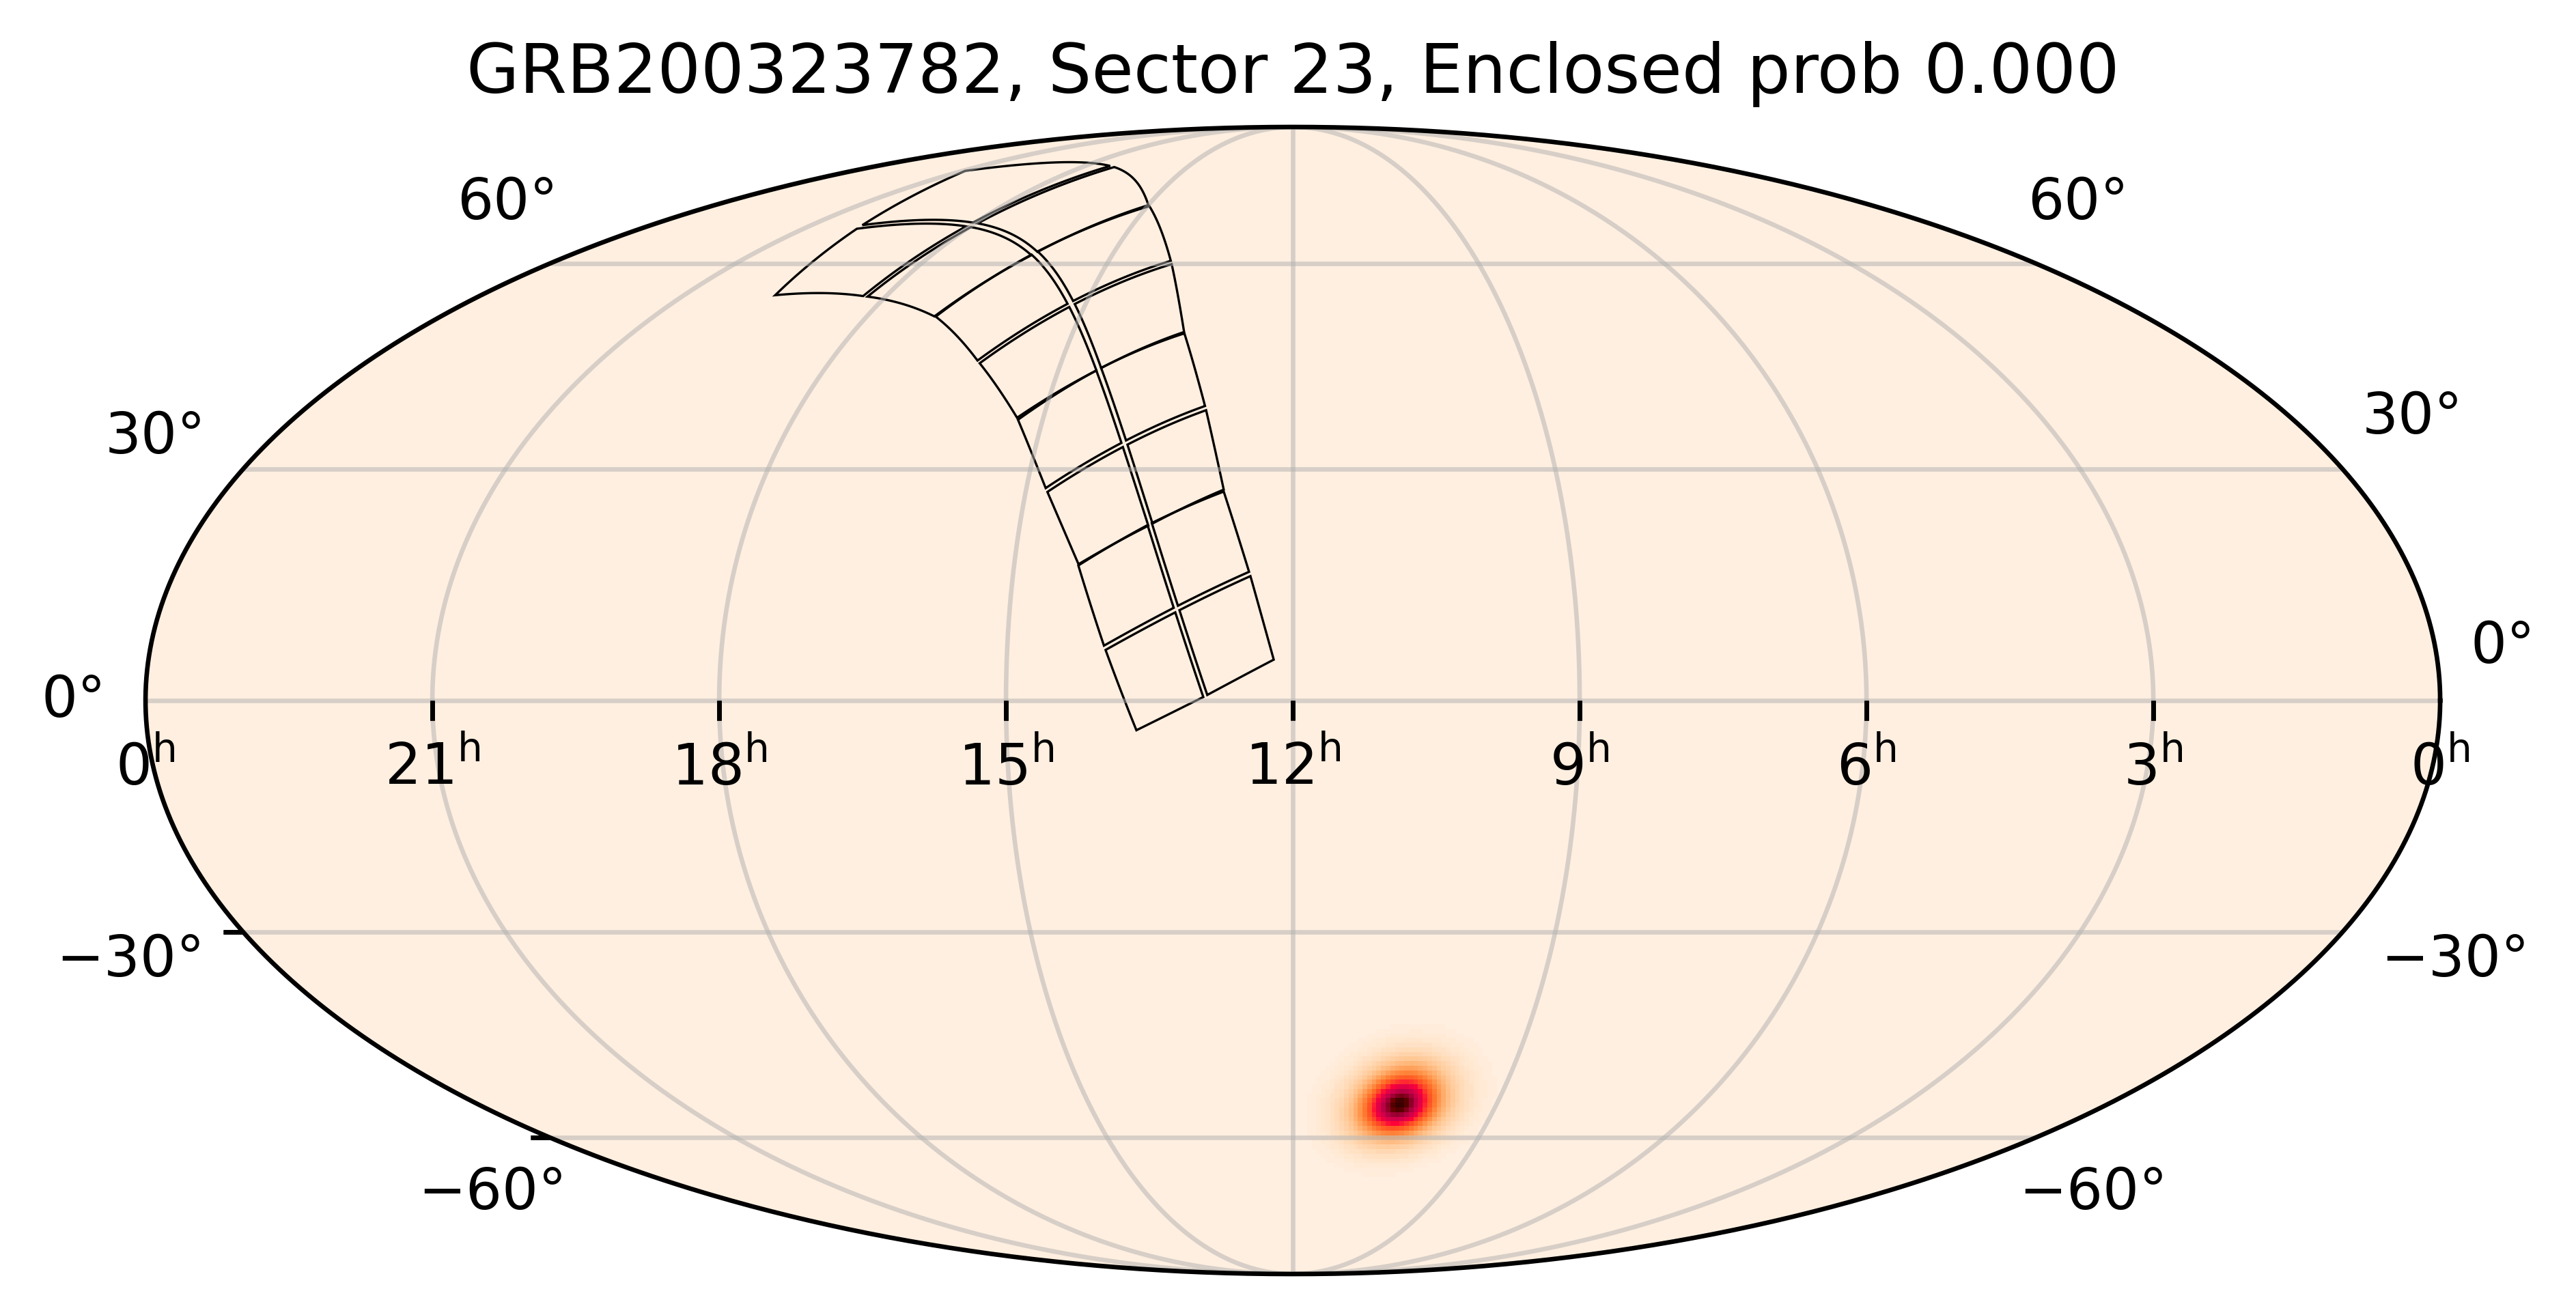 GRB200323782, Sector 23, Enclosed prob 0.000
60° 60°
30° 30°
0° 0°
0ʰ 21ʰ 18ʰ 15ʰ 12ʰ 9ʰ 6ʰ 3ʰ 0ʰ
−30° −30°
−60° −60°